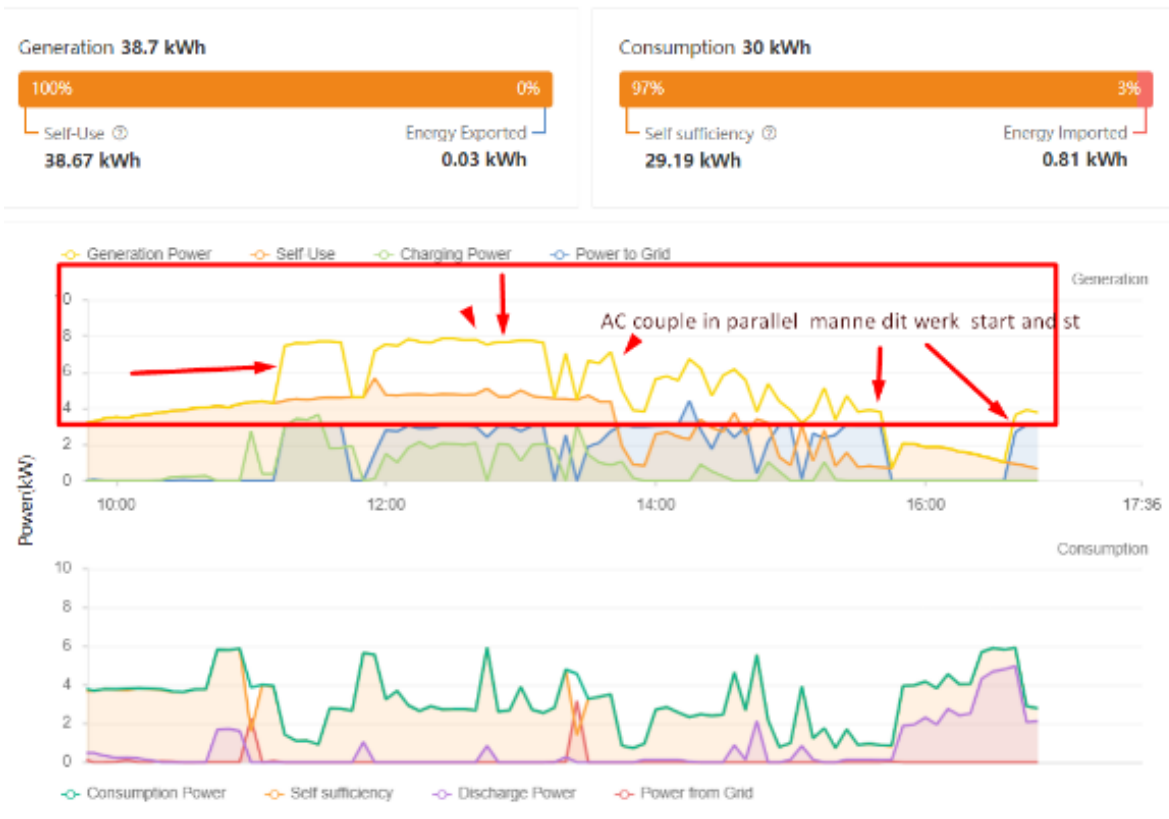 Generation 38.7 kWh
100% 0%
Self-Use ?
Energy Exported
38.67 kWh
0.03 kWh
Consumption 30 kWh
97% 3%
Self sufficiency ?
Energy Imported
29.19 kWh
0.81 kWh
Generation Power Self-Use Charging Power Power to Grid
Generation
AC couple in parallel manne dit werk start and st
10
8
6
4
2
0
10:00 12:00 14:00 16:00 17:36
Power(kW)
Consumption
10
8
6
4
2
0
Consumption Power Self sufficiency Discharge Power Power from Grid